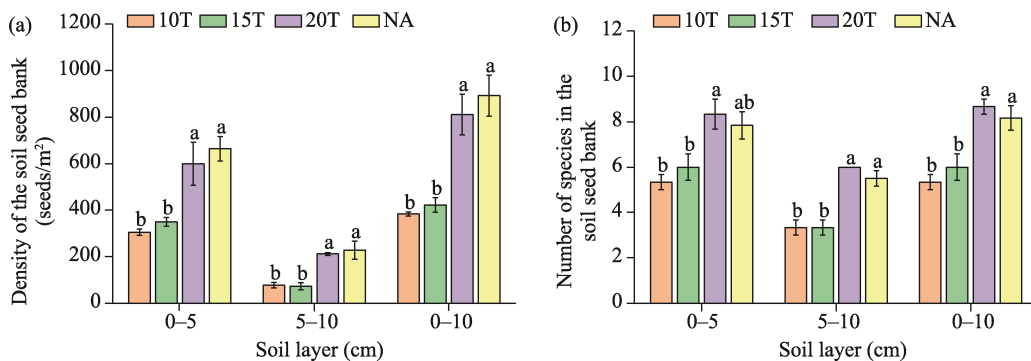 (a)
10T 15T 20T NA
Density of the soil seed bank
(seeds/m²)
1200
1000
800
600
400
200
0
b b a a
b b a a
b b a a
0–5 5–10 0–10
Soil layer (cm)
(b)
10T 15T 20T NA
Number of species in the
soil seed bank
12
10
8
6
4
2
0
b b a ab
b b a a
b b a a
0–5 5–10 0–10
Soil layer (cm)